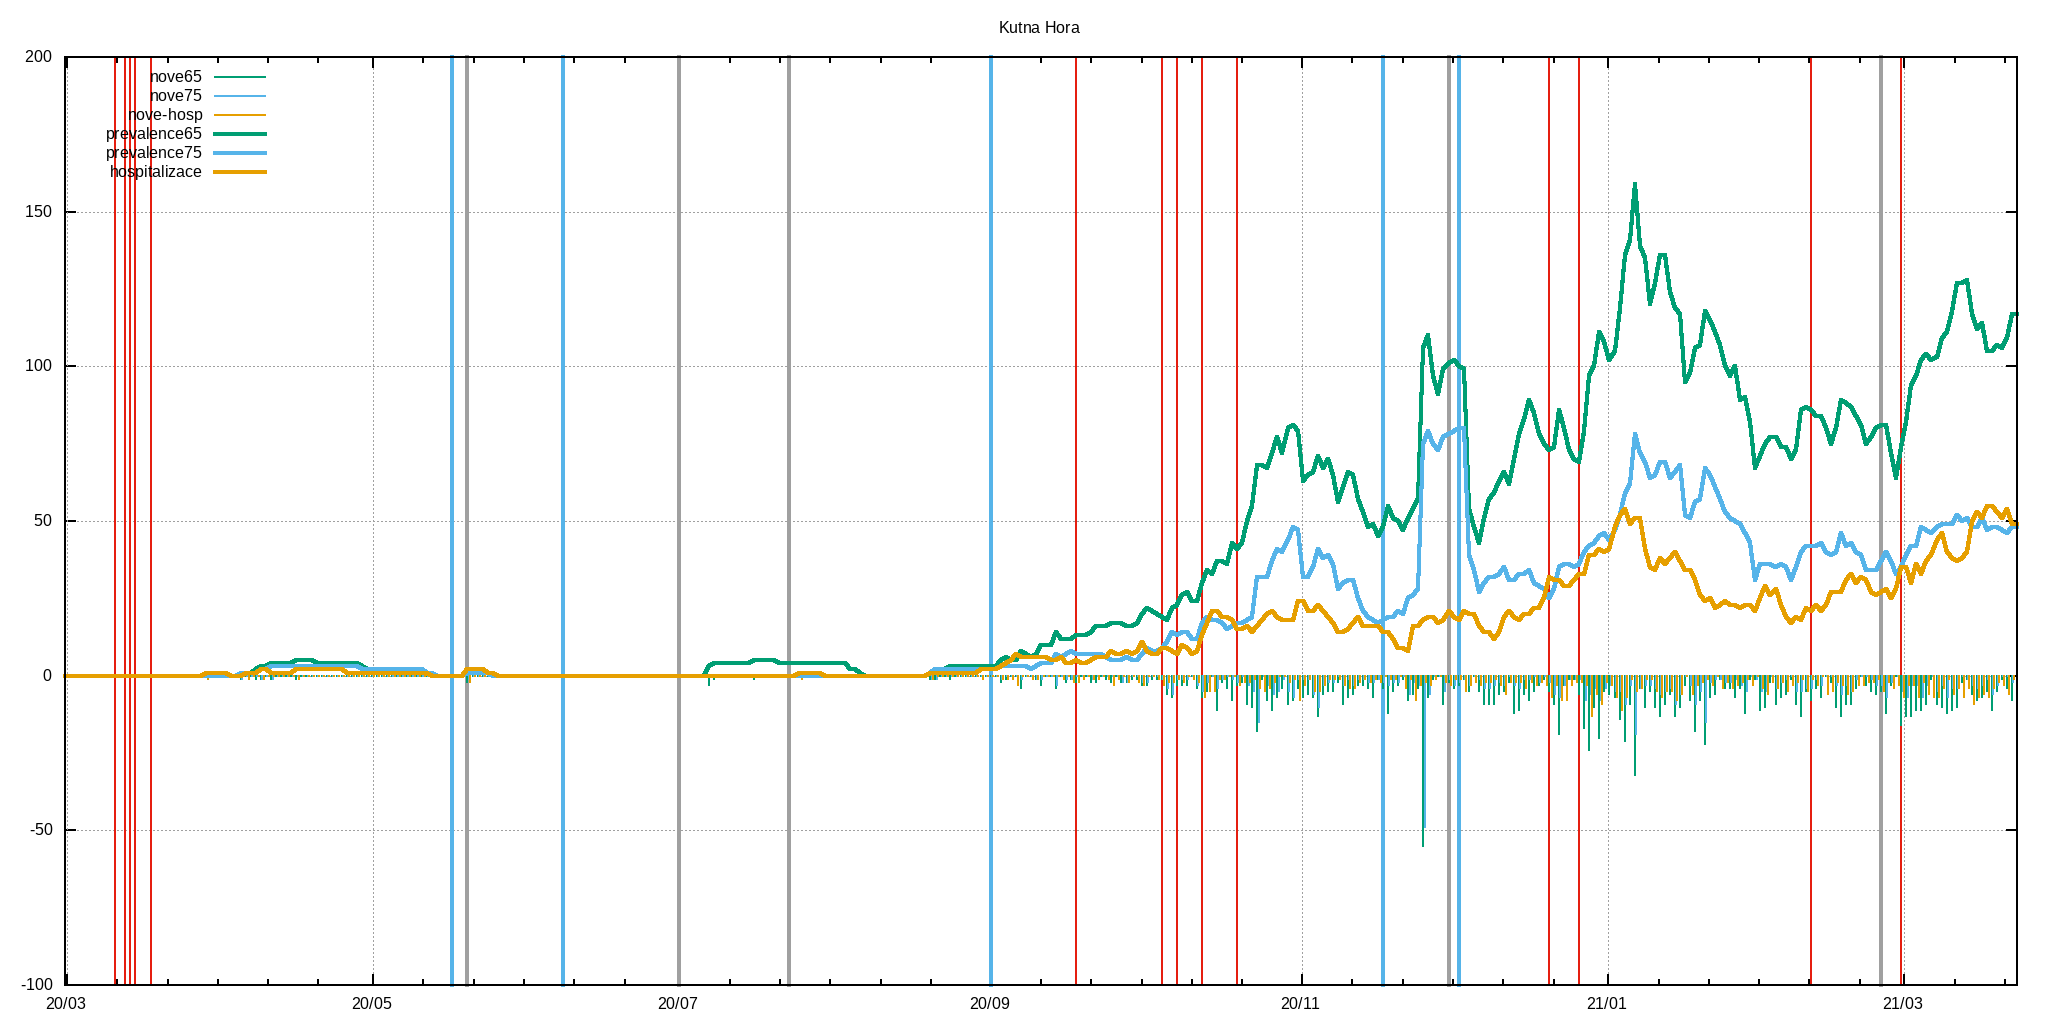 Kutna Hora
200
150
100
50
0
-50
-100
nove65
nove75
nove-hosp
prevalence65
prevalence75
hospitalizace
20/03 20/05 20/07 20/09 20/11 21/01 21/03